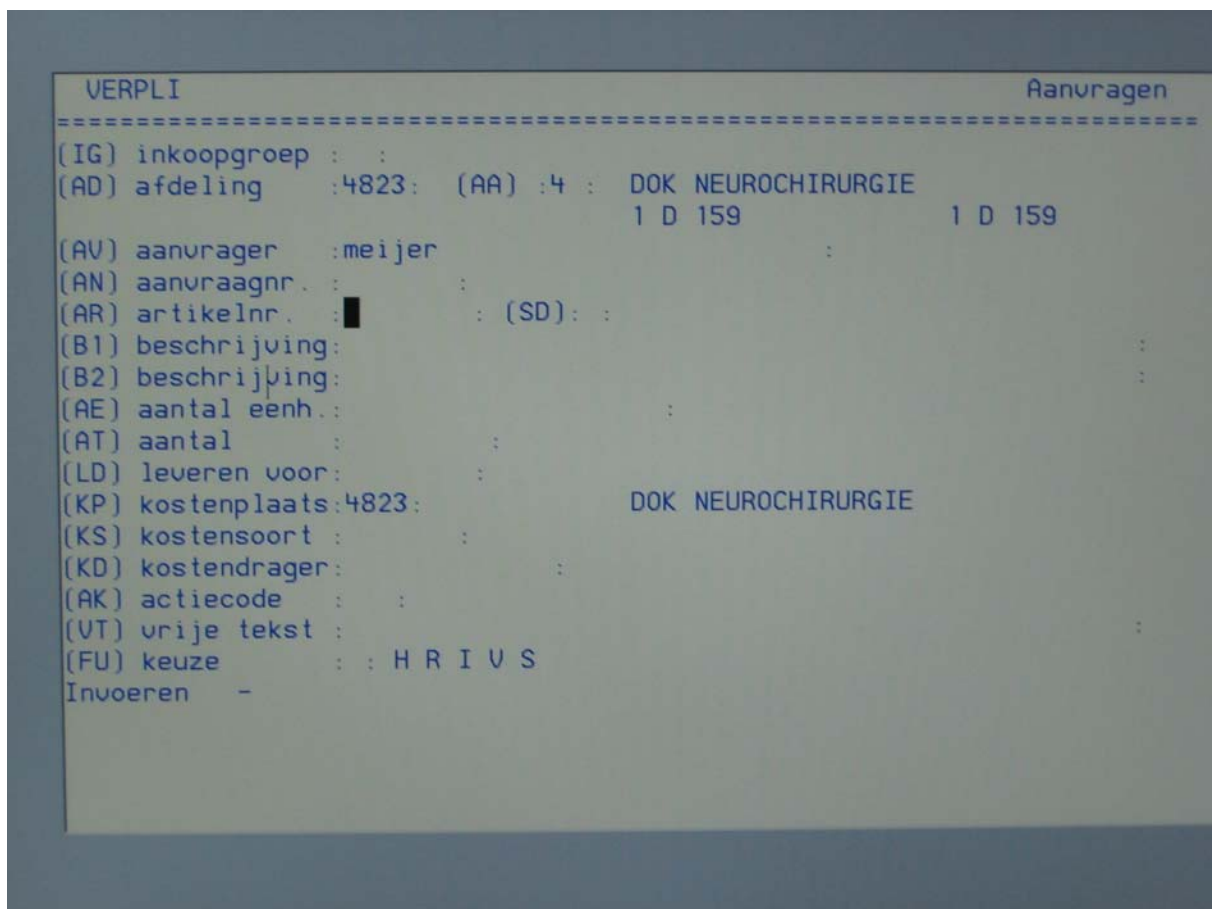 VERPLI Aanvragen
========================================================================
(IG) inkoopgroep : :
(AD) afdeling :4823: (AA) :4 : DOK NEUROCHIRURGIE
1 D 159 1 D 159
(AV) aanvrager :meijer :
(AN) aanvraagnr. : :
(AR) artikelnr. : : (SD): :
(B1) beschrijving: :
(B2) beschrijving: :
(AE) aantal eenh.: :
(AT) aantal : :
(LD) leveren voor: :
(KP) kostenplaats:4823: DOK NEUROCHIRURGIE
(KS) kostensoort : :
(KD) kostendrager: :
(AK) actiecode : :
(VT) vrije tekst : :
(FU) keuze : : H R I V S
Invoeren -